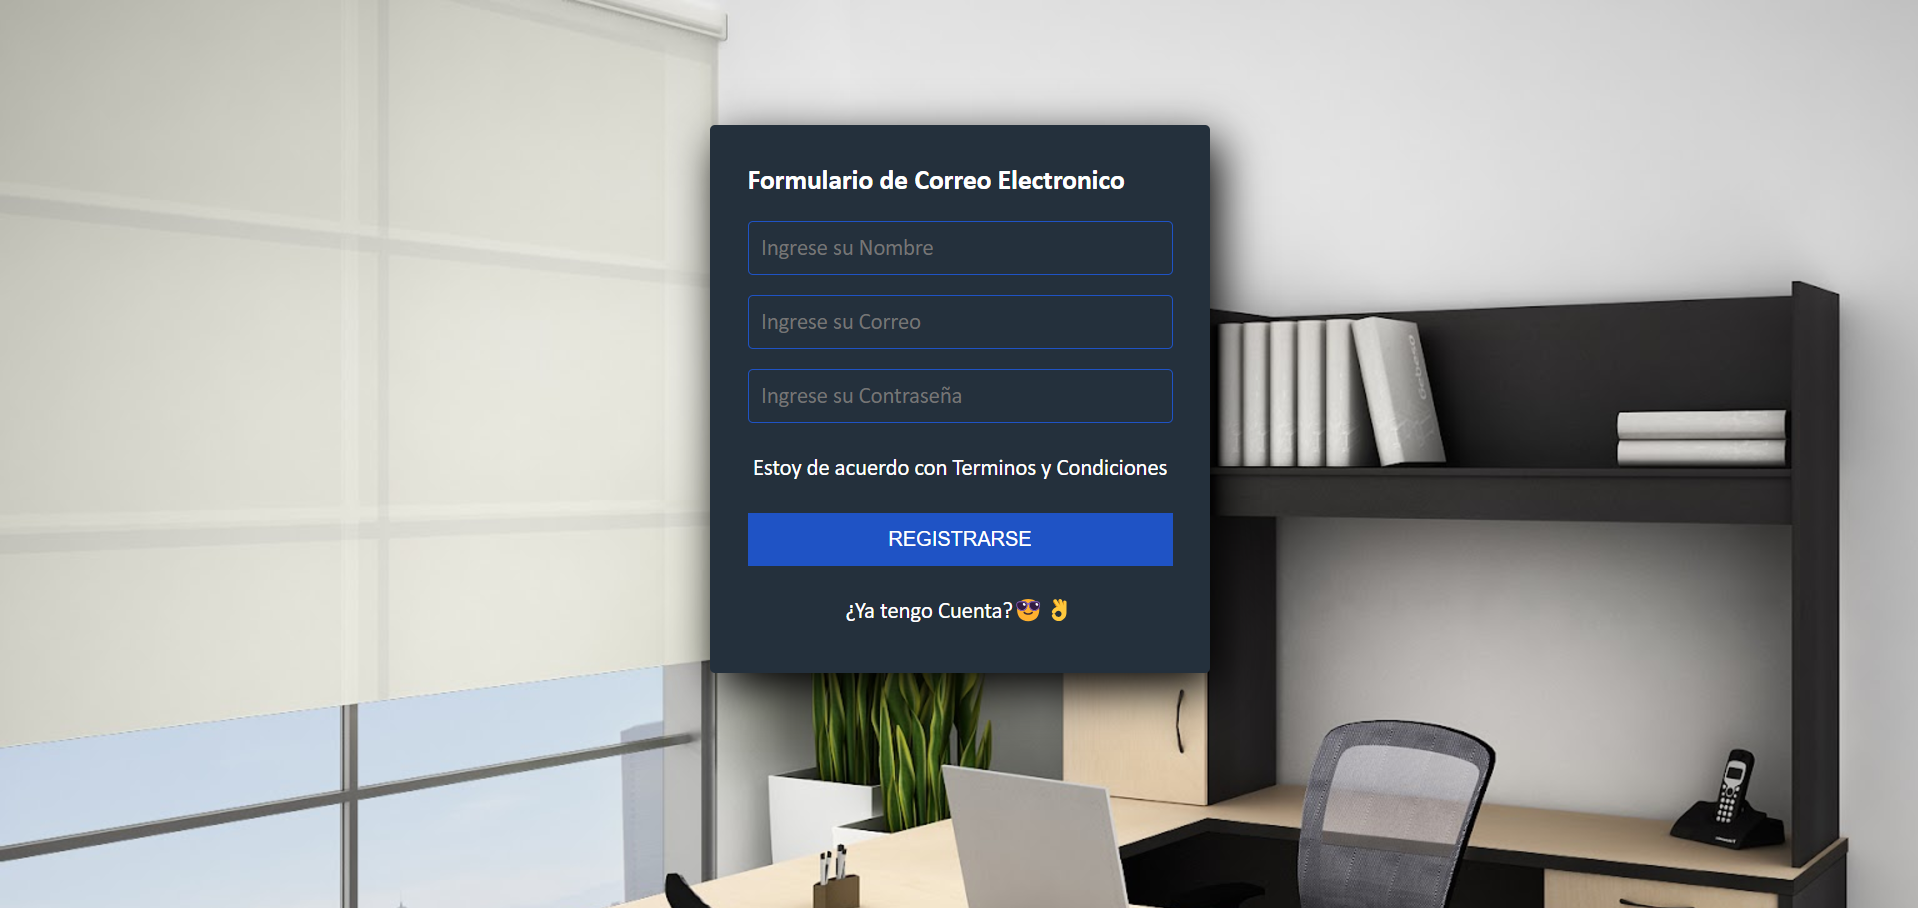 Formulario de Correo Electronico
Ingrese su Nombre
Ingrese su Correo
Ingrese su Contraseña
Estoy de acuerdo con Terminos y Condiciones
REGISTRARSE
¿Ya tengo Cuenta?😎👌